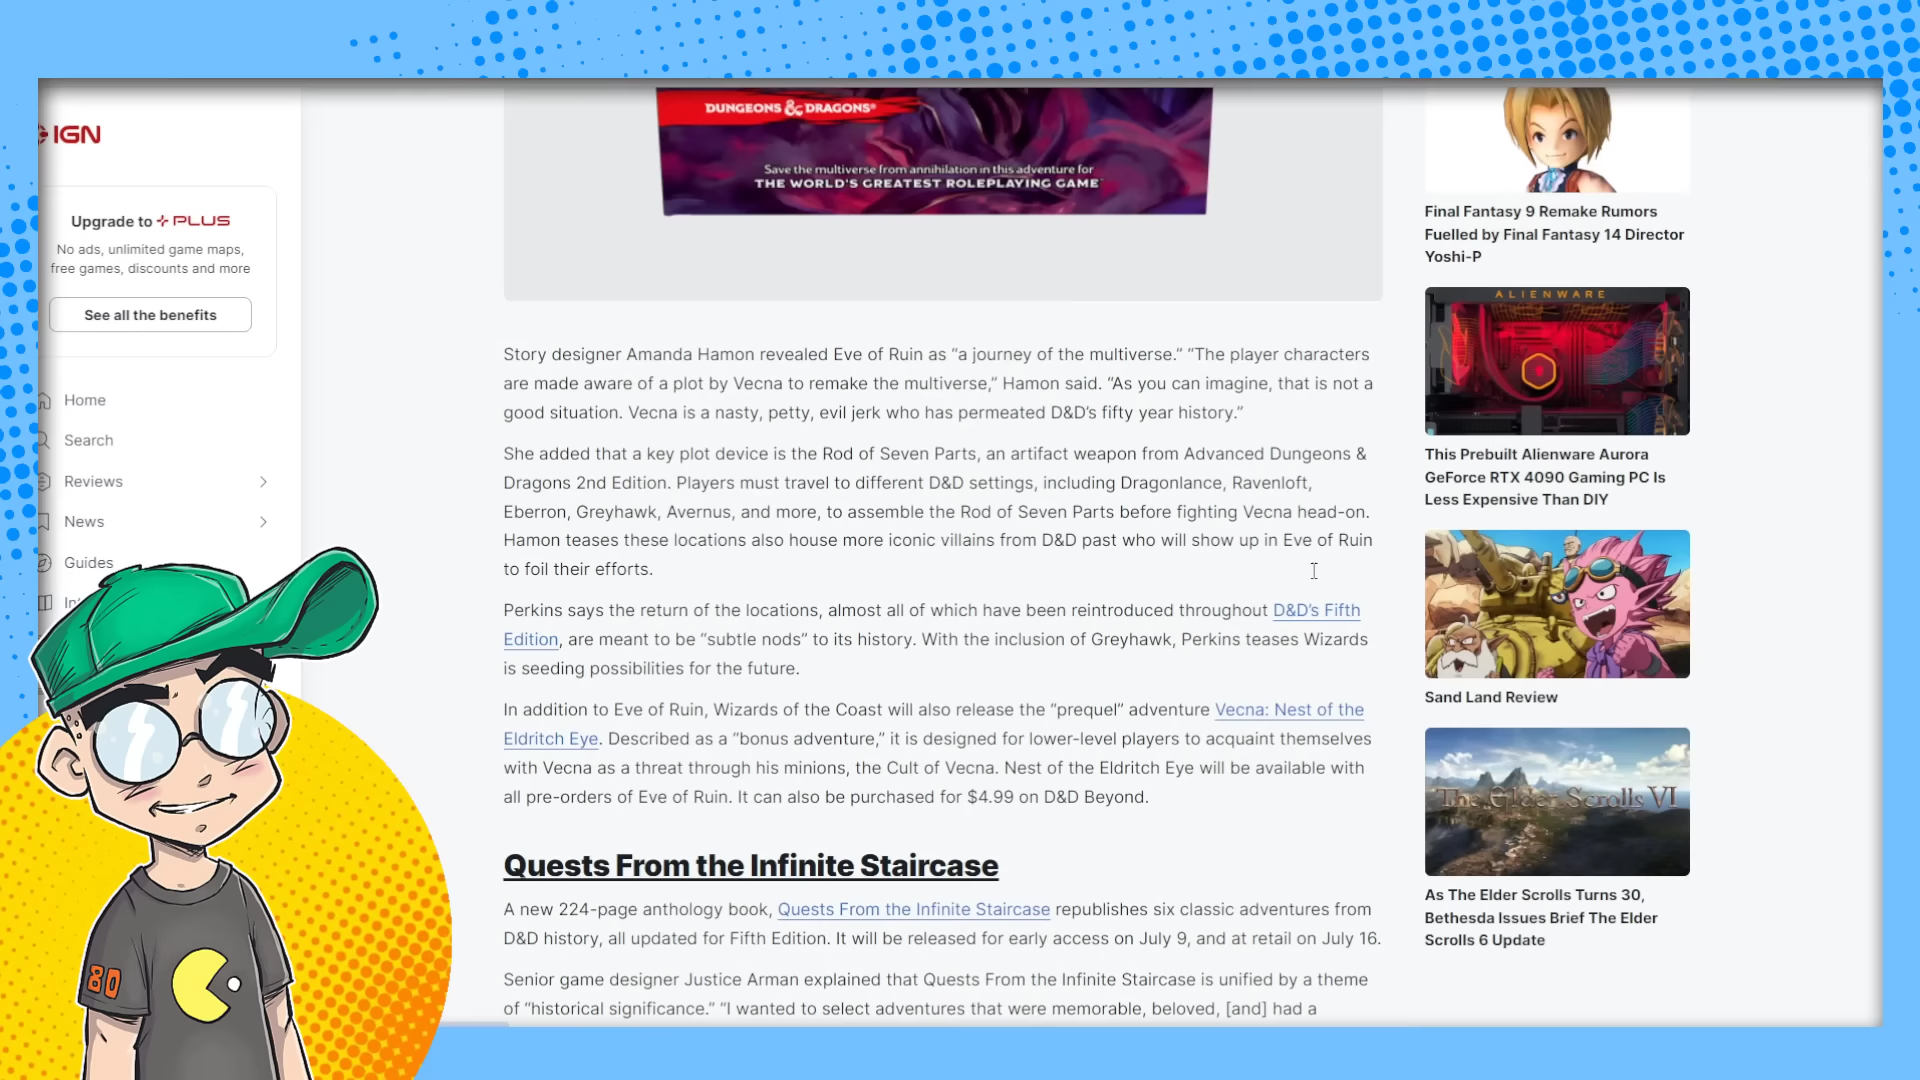 IGN
Upgrade to PLUS
No ads, unlimited game maps,
free games, discounts and more
See all the benefits
Home
Search
Reviews
News
Guides
80
DUNGEONS & DRAGONS®
Save the multiverse from annihilation in this adventure for
THE WORLD'S GREATEST ROLEPLAYING GAME
Story designer Amanda Hamon revealed Eve of Ruin as “a journey of the multiverse.” “The player characters
are made aware of a plot by Vecna to remake the multiverse,” Hamon said. “As you can imagine, that is not a
good situation. Vecna is a nasty, petty, evil jerk who has permeated D&D’s fifty year history.”
She added that a key plot device is the Rod of Seven Parts, an artifact weapon from Advanced Dungeons &
Dragons 2nd Edition. Players must travel to different D&D settings, including Dragonlance, Ravenloft,
Eberron, Greyhawk, Avernus, and more, to assemble the Rod of Seven Parts before fighting Vecna head-on.
Hamon teases these locations also house more iconic villains from D&D past who will show up in Eve of Ruin
to foil their efforts.
Perkins says the return of the locations, almost all of which have been reintroduced throughout D&D’s Fifth
Edition, are meant to be “subtle nods” to its history. With the inclusion of Greyhawk, Perkins teases Wizards
is seeding possibilities for the future.
In addition to Eve of Ruin, Wizards of the Coast will also release the “prequel” adventure Vecna: Nest of the
Eldritch Eye. Described as a “bonus adventure,” it is designed for lower-level players to acquaint themselves
with Vecna as a threat through his minions, the Cult of Vecna. Nest of the Eldritch Eye will be available with
all pre-orders of Eve of Ruin. It can also be purchased for $4.99 on D&D Beyond.
Quests From the Infinite Staircase
A new 224-page anthology book, Quests From the Infinite Staircase republishes six classic adventures from
D&D history, all updated for Fifth Edition. It will be released for early access on July 9, and at retail on July 16.
Senior game designer Justice Arman explained that Quests From the Infinite Staircase is unified by a theme
of “historical significance.” “I wanted to select adventures that were memorable, beloved, [and] had a
Final Fantasy 9 Remake Rumors
Fuelled by Final Fantasy 14 Director
Yoshi-P
ALIENWARE
This Prebuilt Alienware Aurora
GeForce RTX 4090 Gaming PC Is
Less Expensive Than DIY
Sand Land Review
The Elder Scrolls VI
As The Elder Scrolls Turns 30,
Bethesda Issues Brief The Elder
Scrolls 6 Update